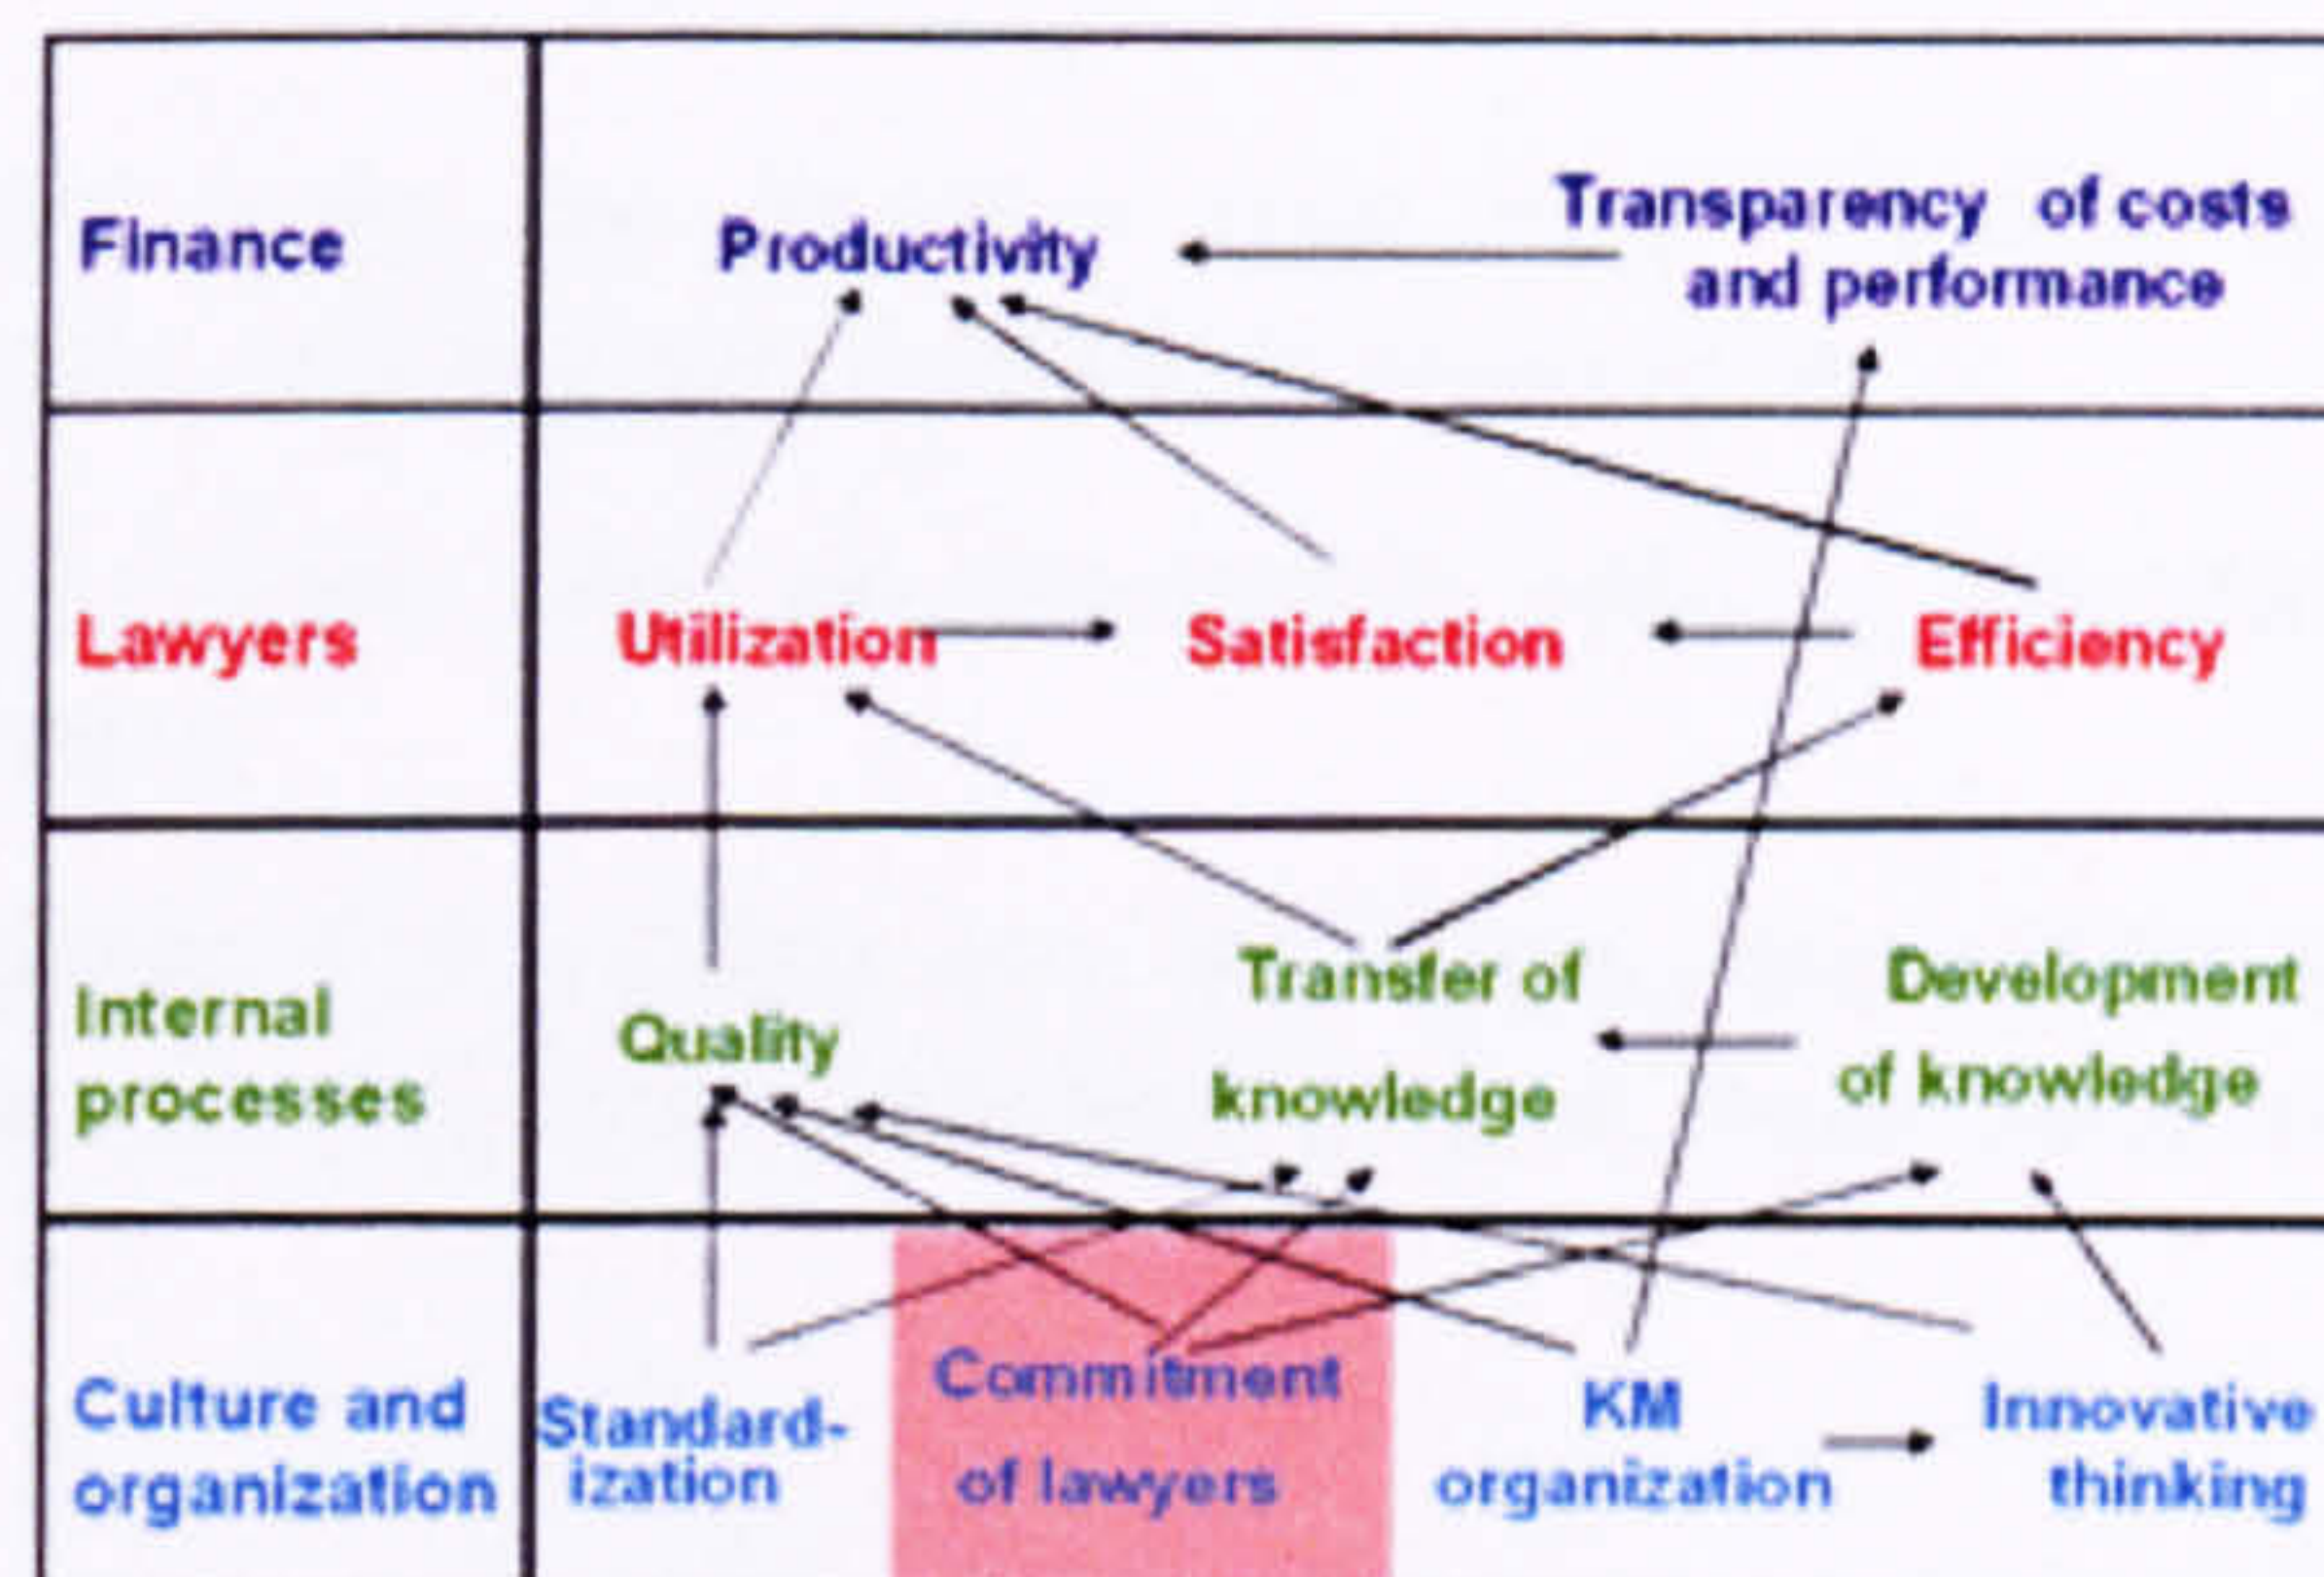 Finance
Productivity
Transparency of costs
and performance
Lawyers
Utilization
Satisfaction
Efficiency
Internal
processes
Quality
Transfer of
knowledge
Development
of knowledge
Culture and
organization
Standard-
ization
Commitment
of lawyers
KM
organization
Innovative
thinking